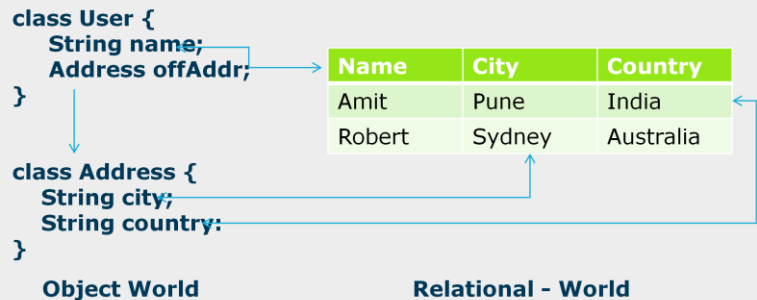 class User {
String name;
Address offAddr;
}
class Address {
String city;
String country:
}
Name City Country
Amit Pune India
Robert Sydney Australia
Object World
Relational - World